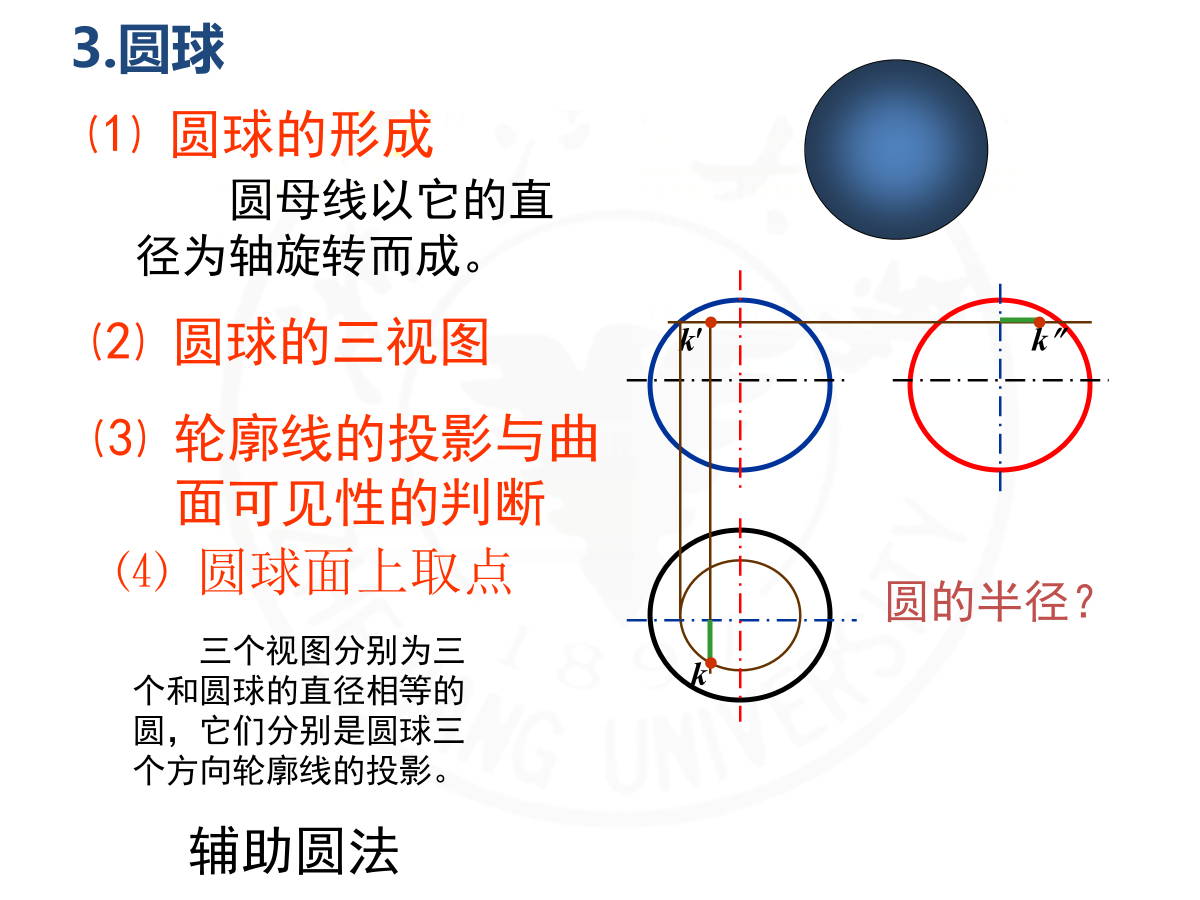 3.圆球
⑴ 圆球的形成
圆母线以它的直
径为轴旋转而成。
⑵ 圆球的三视图
⑶ 轮廓线的投影与曲
面可见性的判断
⑷ 圆球面上取点
三个视图分别为三
个和圆球的直径相等的
圆，它们分别是圆球三
个方向轮廓线的投影。
辅助圆法
k′
k″
k
圆的半径？
1 8 9
NG UNIVERSITY